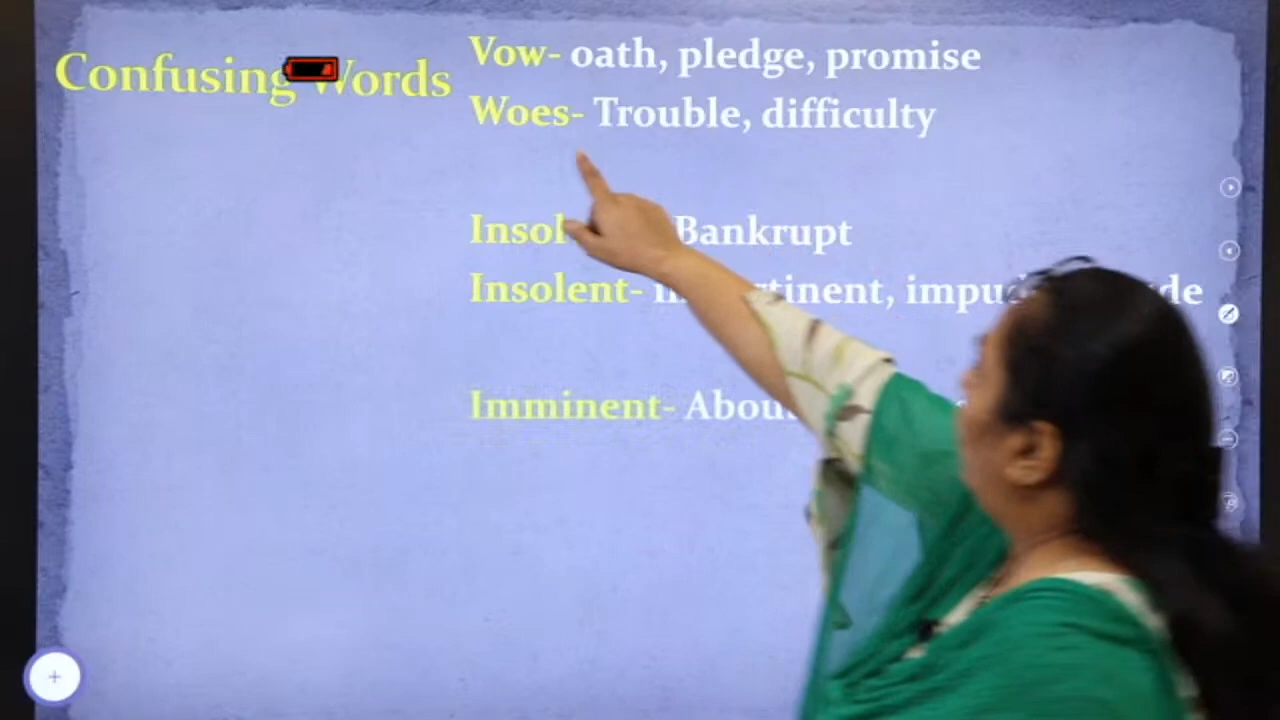 Confusing Words
Vow- oath, pledge, promise
Woes- Trouble, difficulty
Bankrupt
Insolent-
Imminent-